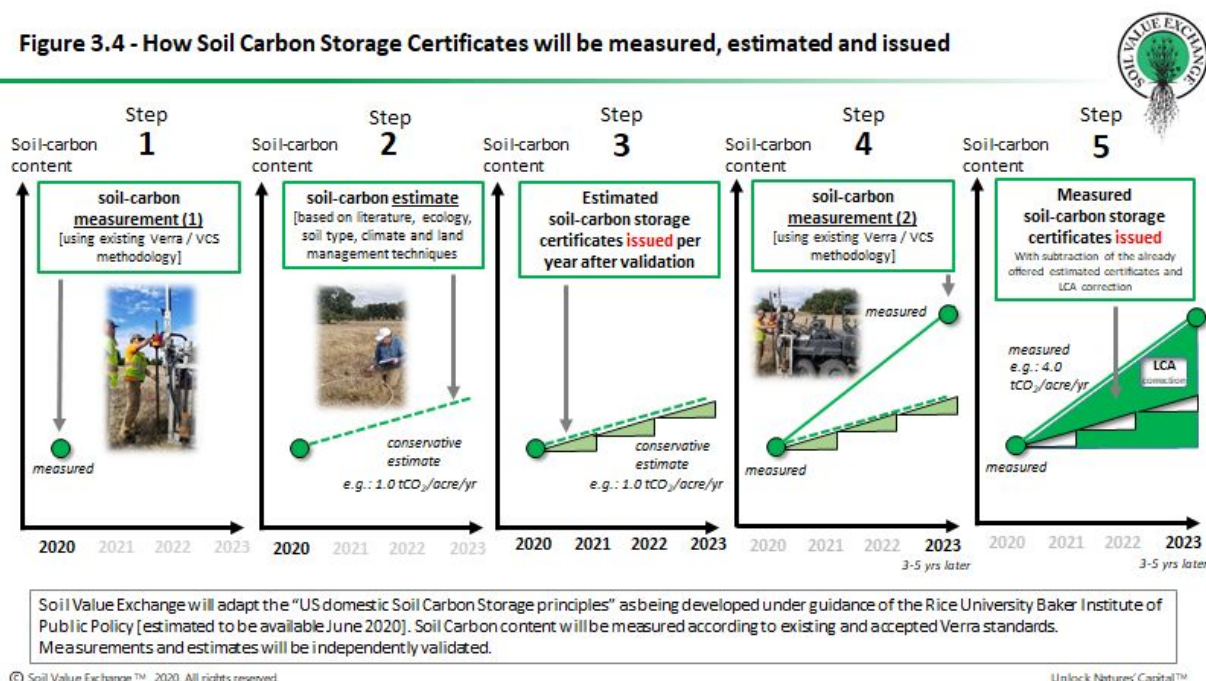 Figure 3.4 - How Soil Carbon Storage Certificates will be measured, estimated and issued
SOIL VALUE EXCHANGE
Step
1
Soil-carbon
content
soil-carbon
measurement (1)
[using existing Verra / VCS
methodology]
measured
2020 2021 2022 2023
Step
2
Soil-carbon
content
soil-carbon estimate
[based on literature, ecology,
soil type, climate and land
management techniques
conservative
estimate
e.g.: 1.0 tCO₂/acre/yr
2020 2021 2022 2023
Step
3
Soil-carbon
content
Estimated
soil-carbon storage
certificates issued per
year after validation
conservative
estimate
e.g.: 1.0 tCO₂/acre/yr
2020 2021 2022 2023
Step
4
Soil-carbon
content
soil-carbon
measurement (2)
[using existing Verra / VCS
methodology]
measured
measured
2020 2021 2022 2023
3-5 yrs later
Step
5
Soil-carbon
content
Measured
soil-carbon storage
certificates issued
With subtraction of the already
offered estimated certificates and
LCA correction
measured
e.g.: 4.0
tCO₂/acre/yr
LCA
correction
measured
2020 2021 2022 2023
3-5 yrs later
Soil Value Exchange will adapt the “US domestic Soil Carbon Storage principles” as being developed under guidance of the Rice University Baker Institute of
Public Policy [estimated to be available June 2020]. Soil Carbon content will be measured according to existing and accepted Verra standards.
Measurements and estimates will be independently validated.
© Soil Value Exchange™ 2020. All rights reserved
Unlock Natures' Capital™